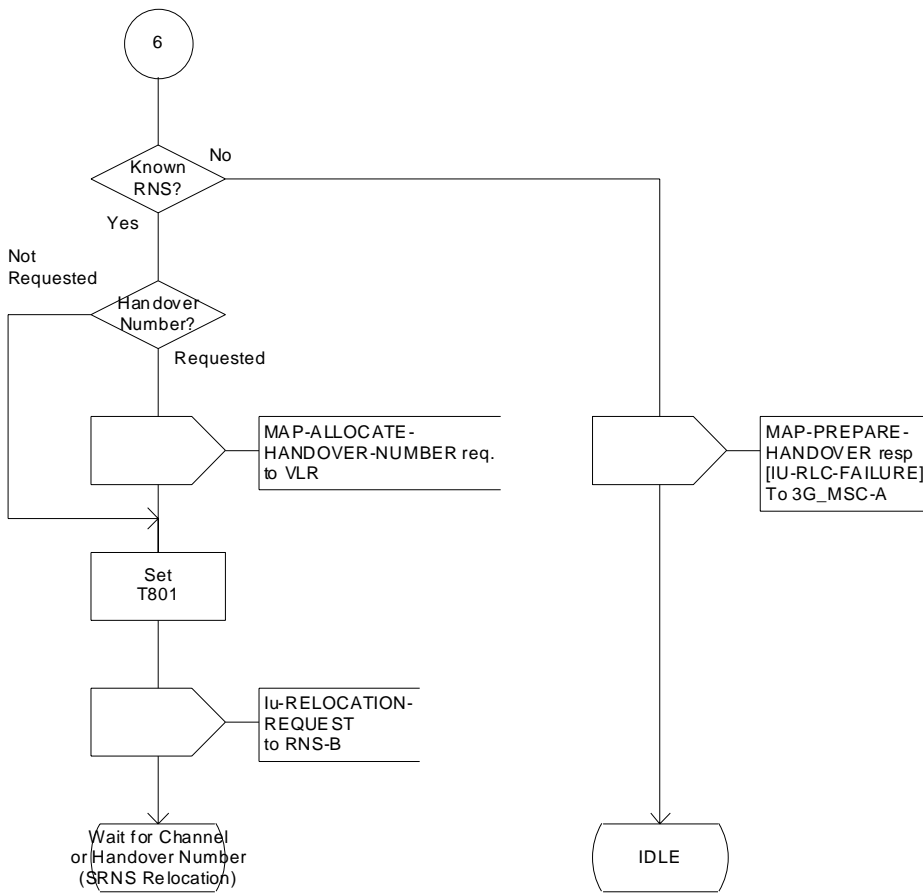 6
Known
RNS?
No
Yes
Not
Requested
Handover
Number?
Requested
MAP-ALLOCATE-
HANDOVER-NUMBER req.
to VLR
MAP-PREPARE-
HANDOVER resp
[IU-RLC-FAILURE]
To 3G_MSC-A
Set
T801
Iu-RELOCATION-
REQUEST
to RNS-B
Wait for Channel
or Handover Number
(SRNS Relocation)
IDLE